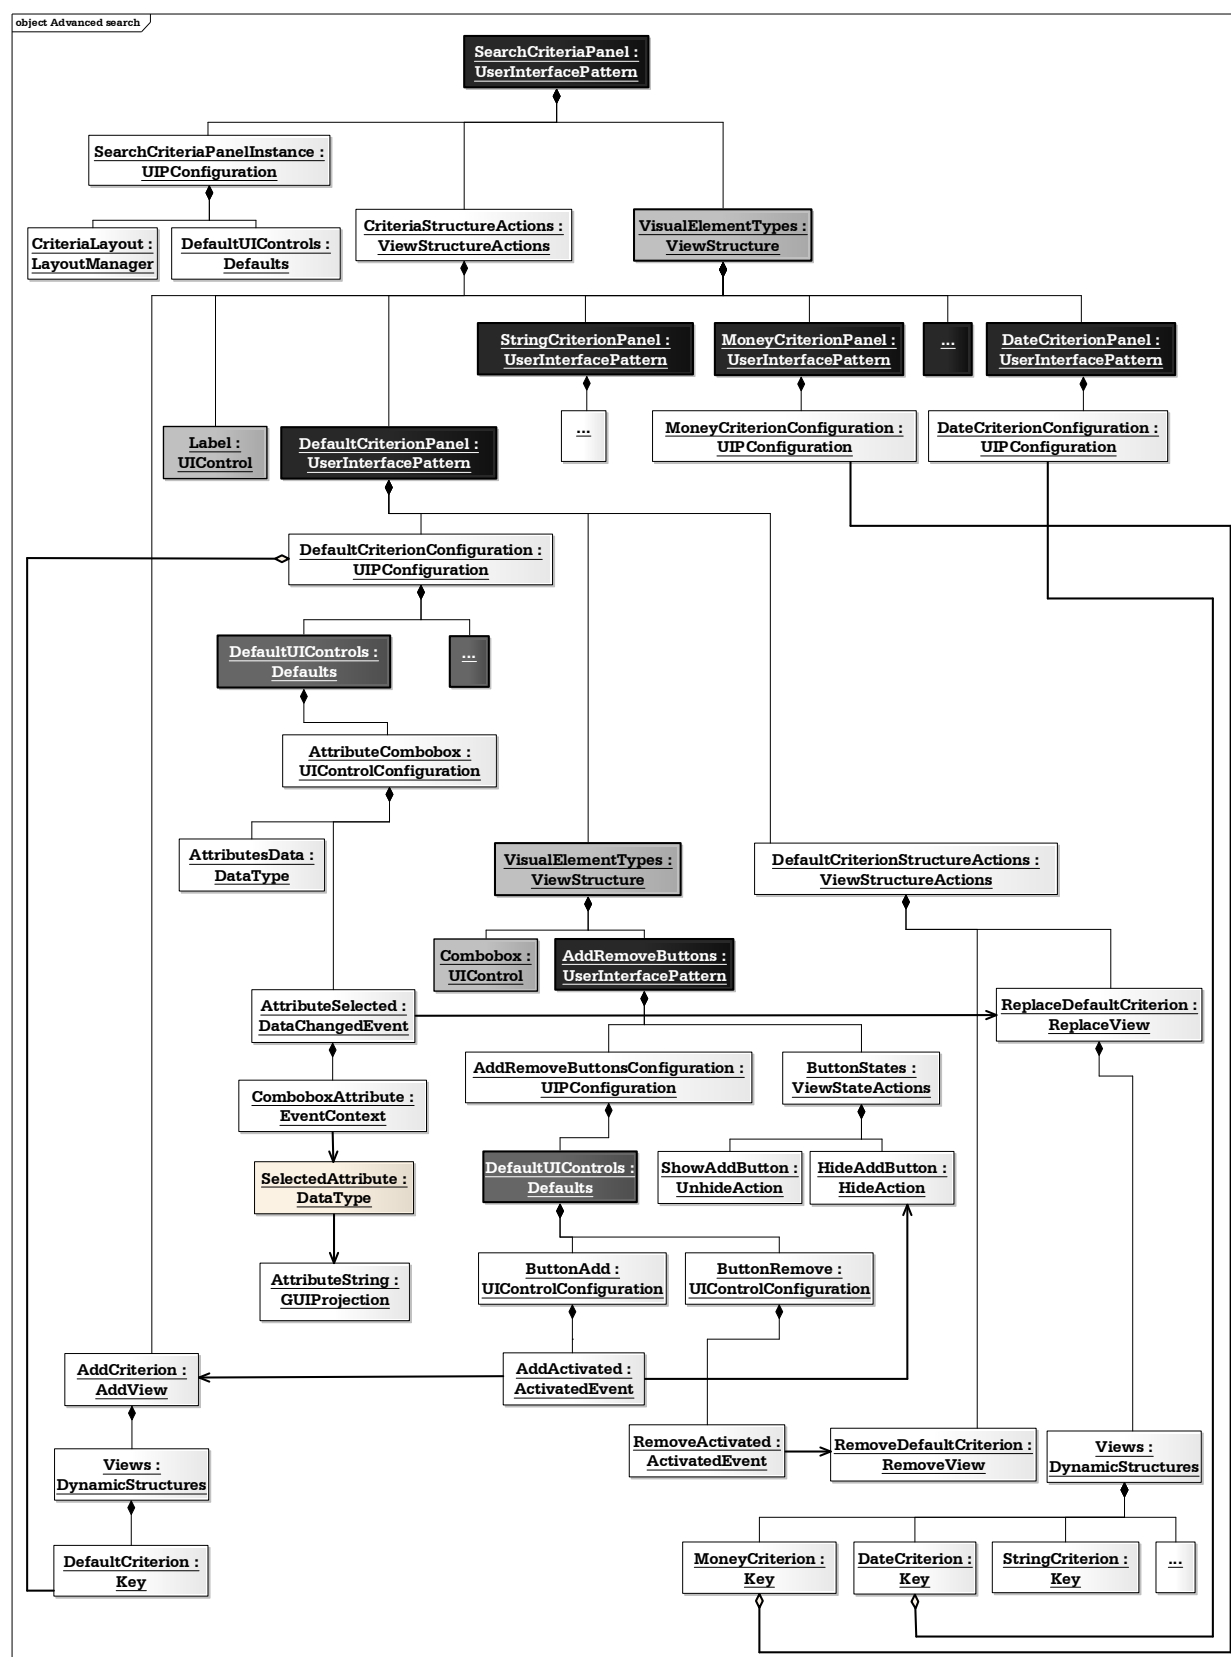 object Advanced search
SearchCriteriaPanel :
UserInterfacePattern
SearchCriteriaPanelInstance :
UIPConfiguration
CriteriaStructureActions :
ViewStructureActions
VisualElementTypes :
ViewStructure
CriteriaLayout :
LayoutManager
DefaultUIControls :
Defaults
StringCriterionPanel :
UserInterfacePattern
MoneyCriterionPanel :
UserInterfacePattern
...
DateCriterionPanel :
UserInterfacePattern
...
MoneyCriterionConfiguration :
UIPConfiguration
DateCriterionConfiguration :
UIPConfiguration
Label :
UIControl
DefaultCriterionPanel :
UserInterfacePattern
DefaultCriterionConfiguration :
UIPConfiguration
DefaultUIControls :
Defaults
...
AttributeCombobox :
UIControlConfiguration
AttributesData :
DataType
VisualElementTypes :
ViewStructure
DefaultCriterionStructureActions :
ViewStructureActions
Combobox :
UIControl
AddRemoveButtons :
UserInterfacePattern
AttributeSelected :
DataChangedEvent
ReplaceDefaultCriterion :
ReplaceView
AddRemoveButtonsConfiguration :
UIPConfiguration
ButtonStates :
ViewStateActions
ComboboxAttribute :
EventContext
DefaultUIControls :
Defaults
ShowAddButton :
UnhideAction
HideAddButton :
HideAction
SelectedAttribute :
DataType
ButtonAdd :
UIControlConfiguration
ButtonRemove :
UIControlConfiguration
AttributeString :
GUIProjection
AddCriterion :
AddView
AddActivated :
ActivatedEvent
RemoveActivated :
ActivatedEvent
RemoveDefaultCriterion :
RemoveView
Views :
DynamicStructures
Views :
DynamicStructures
DefaultCriterion :
Key
MoneyCriterion :
Key
DateCriterion :
Key
StringCriterion :
Key
...